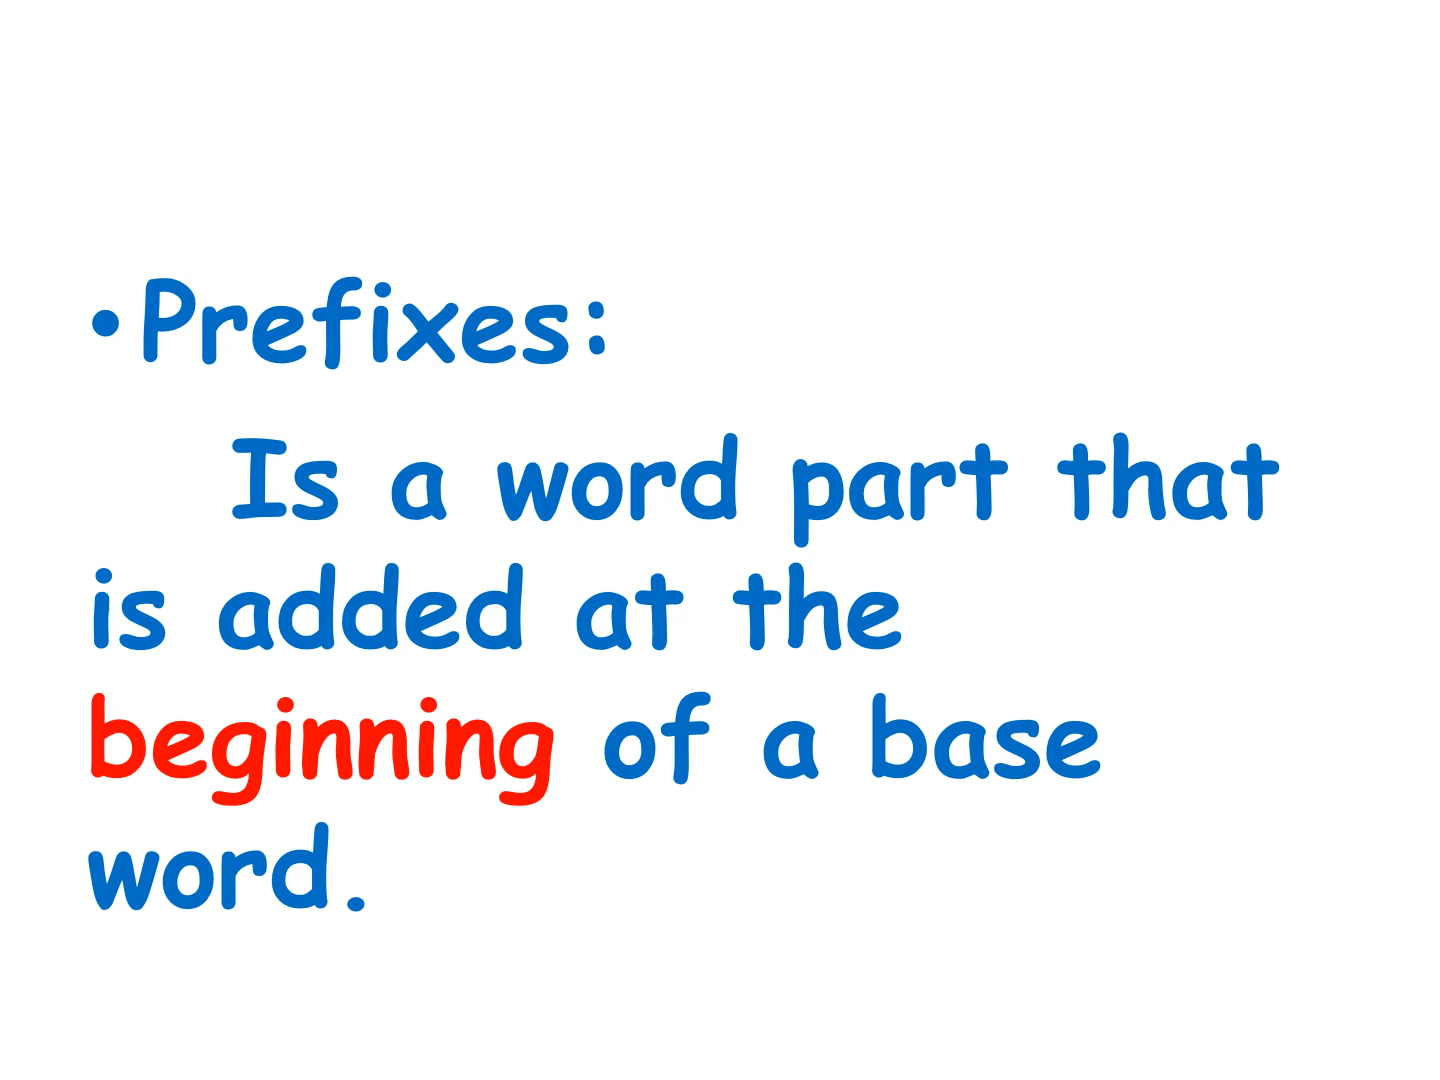 • Prefixes:
Is a word part that
is added at the
beginning of a base
word.